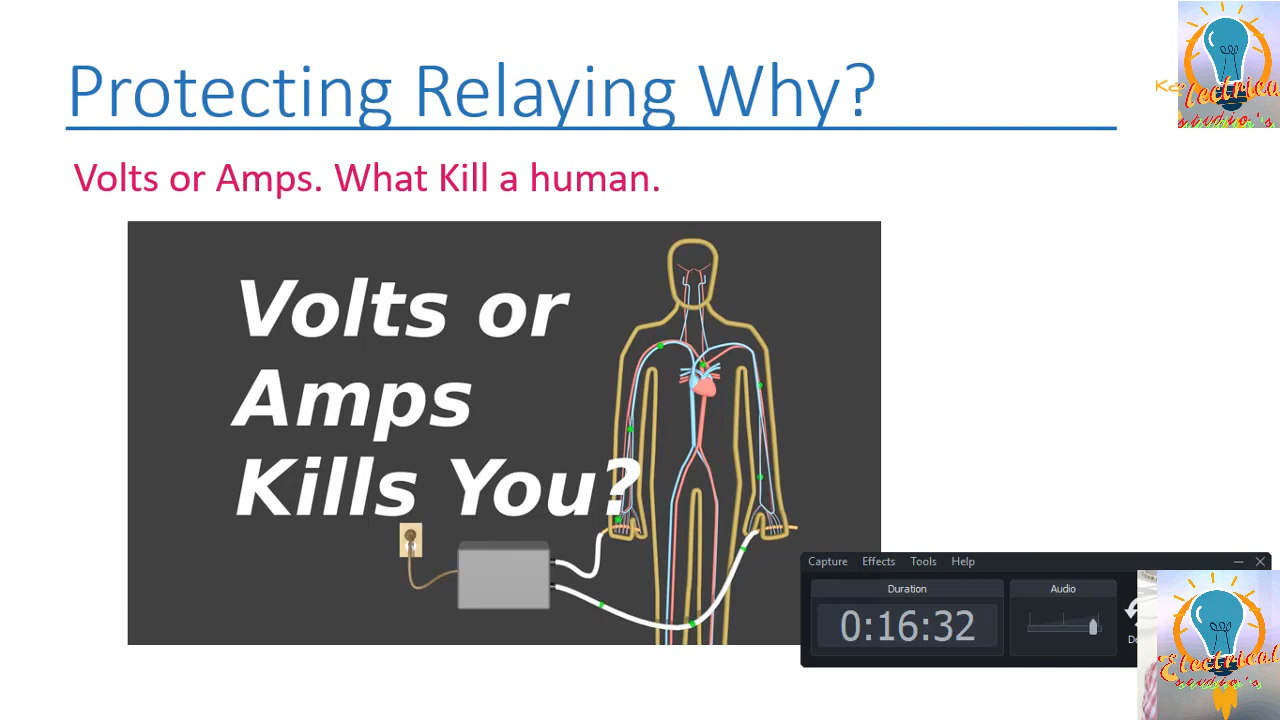 Protecting Relaying Why?
Volts or Amps. What Kill a human.
Volts or
Amps
Kills You?
Capture Effects Tools Help
Duration
Audio
0:16:32
Electrical